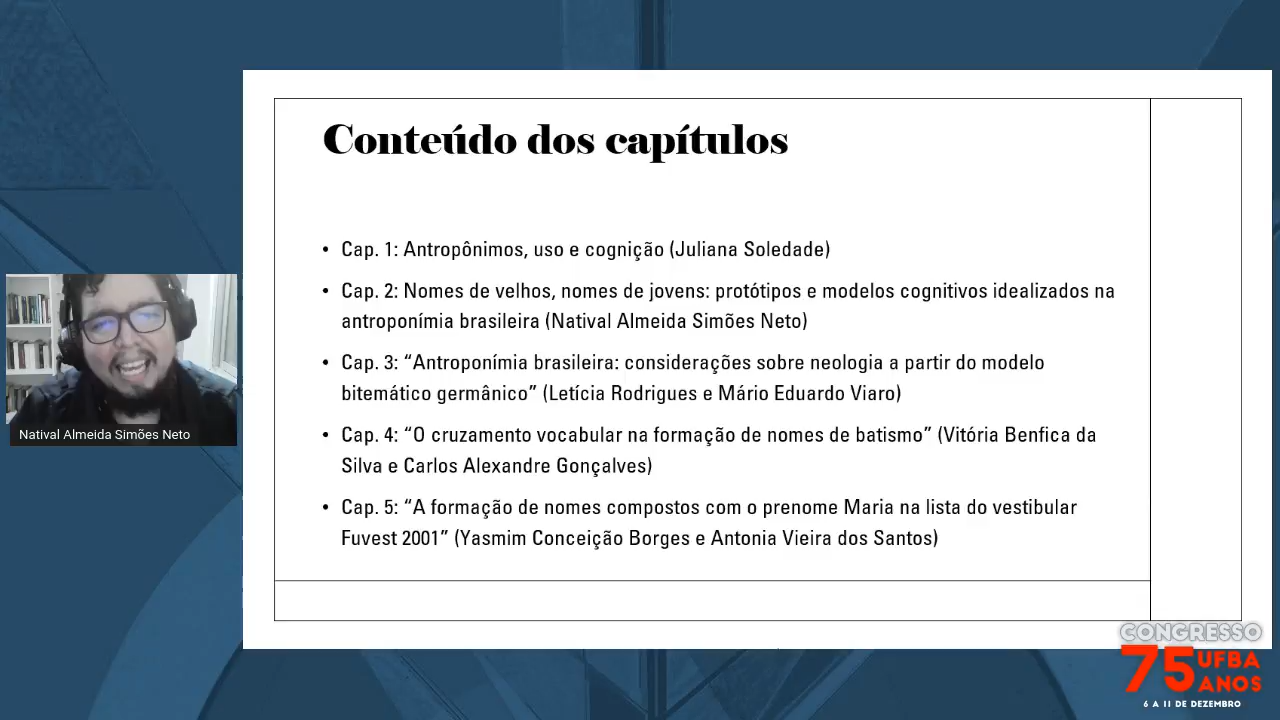 Conteúdo dos capítulos
• Cap. 1: Antropônimos, uso e cognição (Juliana Soledade)
• Cap. 2: Nomes de velhos, nomes de jovens: protótipos e modelos cognitivos idealizados na
antroponímia brasileira (Natival Almeida Simões Neto)
• Cap. 3: “Antroponímia brasileira: considerações sobre neologia a partir do modelo
bitemático germânico” (Letícia Rodrigues e Mário Eduardo Viaro)
• Cap. 4: “O cruzamento vocabular na formação de nomes de batismo” (Vitória Benfica da
Silva e Carlos Alexandre Gonçalves)
• Cap. 5: “A formação de nomes compostos com o prenome Maria na lista do vestibular
Fuvest 2001” (Yasmim Conceição Borges e Antonia Vieira dos Santos)
Natival Almeida Simões Neto
CONGRESSO
75 UFBA
ANOS
6 A 11 DE DEZEMBRO